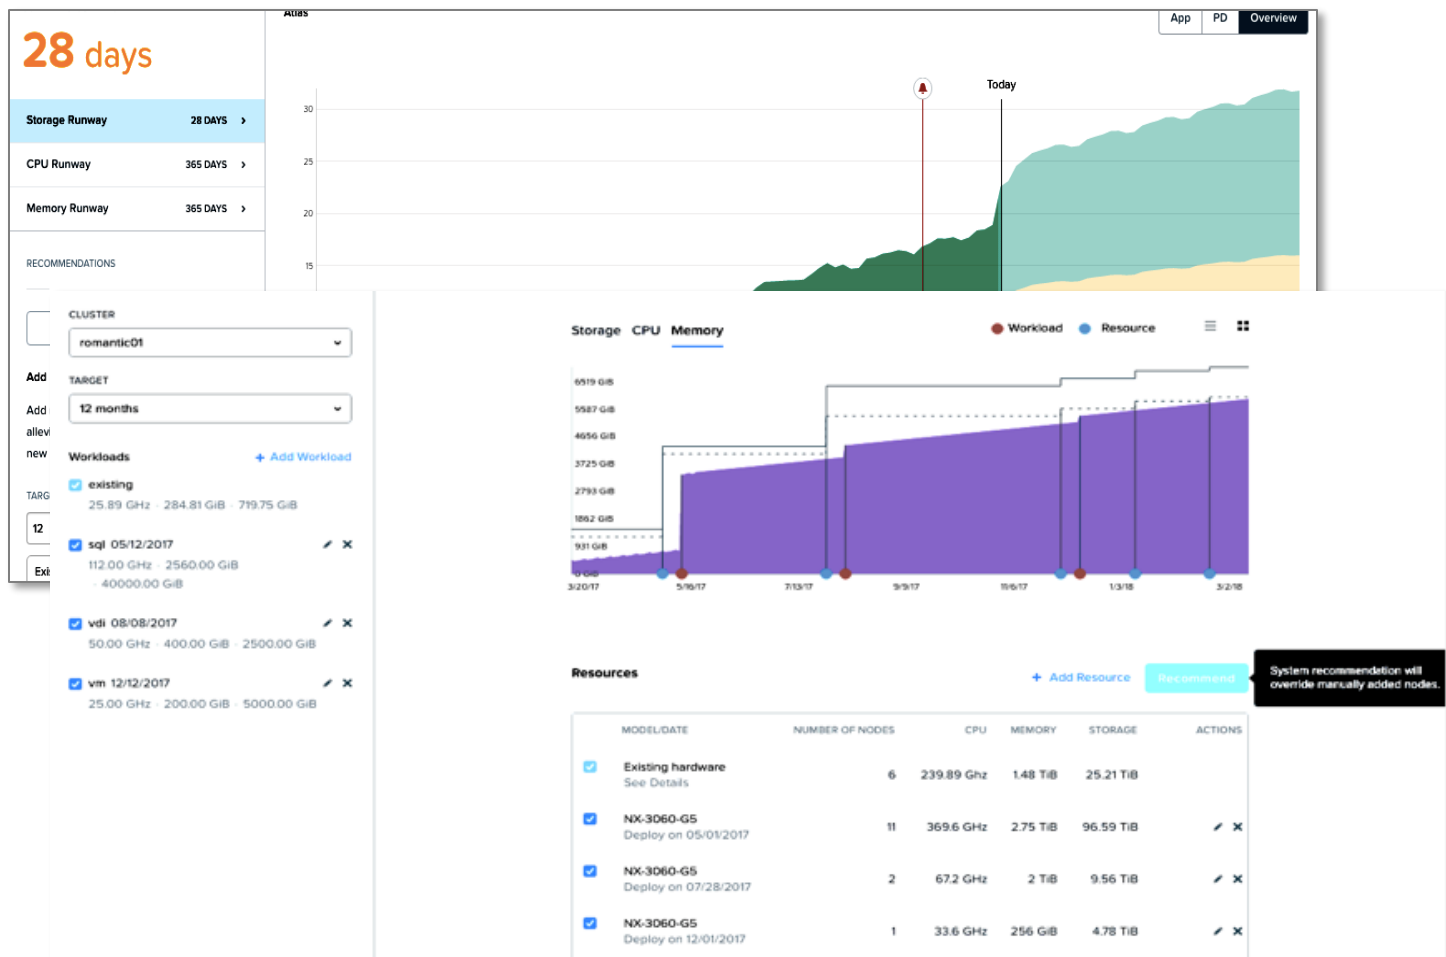 Atlas
App PD Overview
28 days
Storage Runway 28 DAYS
CPU Runway 365 DAYS
Memory Runway 365 DAYS
RECOMMENDATIONS
Today
30
25
20
15
Add
Add
allevi
new
TARG
12
Exi
CLUSTER
romantic01
TARGET
12 months
Workloads + Add Workload
existing
25.89 GHz · 284.81 GiB · 719.75 GiB
sql 05/12/2017
112.00 GHz · 2560.00 GiB
· 40000.00 GiB
vdi 08/08/2017
50.00 GHz · 400.00 GiB · 2500.00 GiB
vm 12/12/2017
25.00 GHz · 200.00 GiB · 5000.00 GiB
Storage CPU Memory
Workload Resource
6519 GiB
5587 GiB
4656 GiB
3725 GiB
2793 GiB
1862 GiB
931 GiB
0 GiB
3/20/17 5/16/17 7/13/17 9/9/17 11/6/17 1/3/18 3/2/18
Resources + Add Resource Recommend
System recommendation will
override manually added nodes.
MODEL/DATE NUMBER OF NODES CPU MEMORY STORAGE ACTIONS
Existing hardware 6 239.89 Ghz 1.48 TiB 25.21 TiB
See Details
NX-3060-G5 11 369.6 GHz 2.75 TiB 96.59 TiB
Deploy on 05/01/2017
NX-3060-G5 2 67.2 GHz 2 TiB 9.56 TiB
Deploy on 07/28/2017
NX-3060-G5 1 33.6 GHz 256 GiB 4.78 TiB
Deploy on 12/01/2017